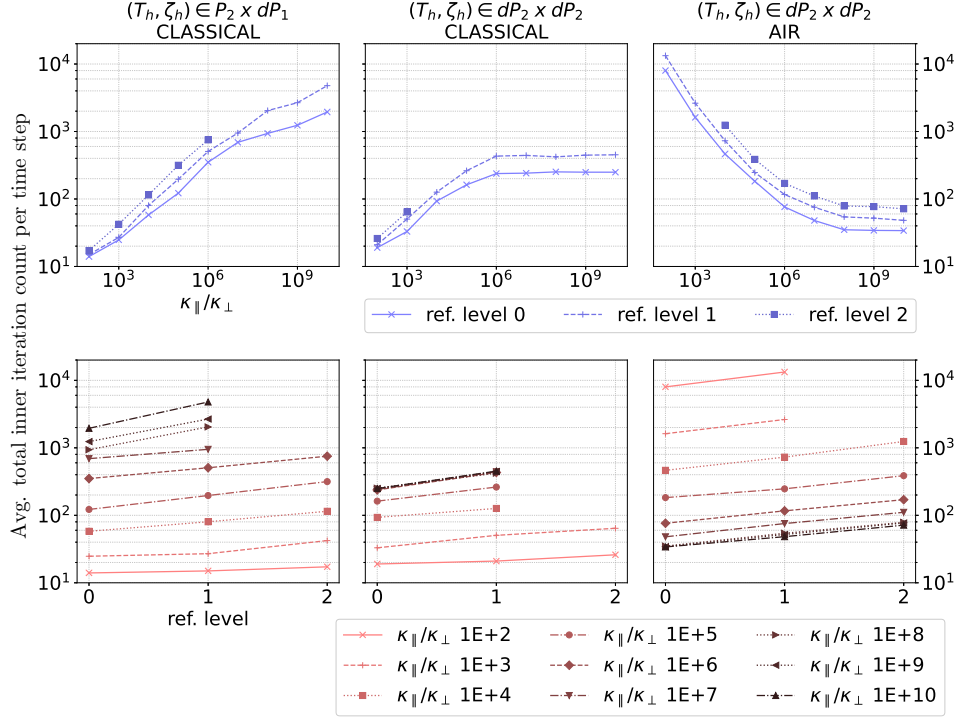 (T_h, ζ_h) ∈ P_2 x dP_1
CLASSICAL
(T_h, ζ_h) ∈ dP_2 x dP_2
CLASSICAL
(T_h, ζ_h) ∈ dP_2 x dP_2
AIR
Avg. total inner iteration count per time step
10^4
10^3
10^2
10^1
10^4
10^3
10^2
10^1
10^3 10^6 10^9
10^3 10^6 10^9
10^3 10^6 10^9
κ_∥/κ_⊥
ref. level 0 ref. level 1 ref. level 2
10^4
10^3
10^2
10^1
10^4
10^3
10^2
10^1
0 1 2
0 1 2
0 1 2
ref. level
κ_∥/κ_⊥ 1E+2 κ_∥/κ_⊥ 1E+5 κ_∥/κ_⊥ 1E+8
κ_∥/κ_⊥ 1E+3 κ_∥/κ_⊥ 1E+6 κ_∥/κ_⊥ 1E+9
κ_∥/κ_⊥ 1E+4 κ_∥/κ_⊥ 1E+7 κ_∥/κ_⊥ 1E+10